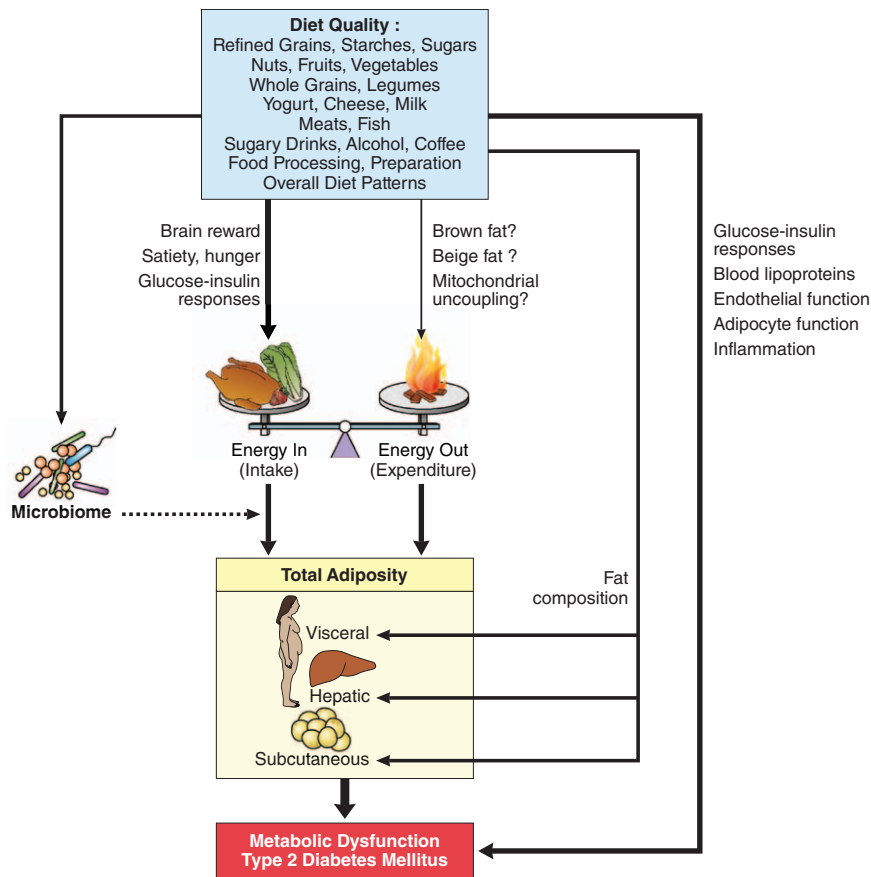 Diet Quality :
Refined Grains, Starches, Sugars
Nuts, Fruits, Vegetables
Whole Grains, Legumes
Yogurt, Cheese, Milk
Meats, Fish
Sugary Drinks, Alcohol, Coffee
Food Processing, Preparation
Overall Diet Patterns
Brain reward
Satiety, hunger
Glucose-insulin
responses
Brown fat?
Beige fat ?
Mitochondrial
uncoupling?
Glucose-insulin
responses
Blood lipoproteins
Endothelial function
Adipocyte function
Inflammation
Energy In
(Intake)
Energy Out
(Expenditure)
Microbiome
Total Adiposity
Fat
composition
Visceral
Hepatic
Subcutaneous
Metabolic Dysfunction
Type 2 Diabetes Mellitus